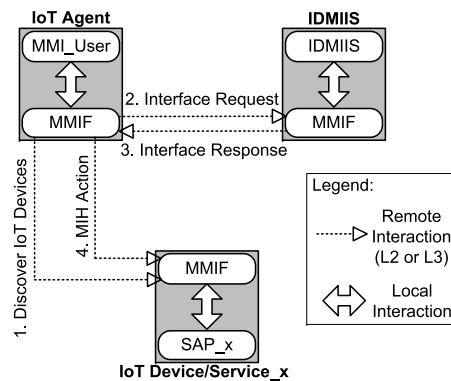 IoT Agent
MMI_User
MMIF
IDMIIS
IDMIIS
MMIF
2. Interface Request
3. Interface Response
1. Discover IoT Devices
4. MIH Action
MMIF
SAP_x
IoT Device/Service_x
Legend:
Remote
Interaction
(L2 or L3)
Local
Interaction